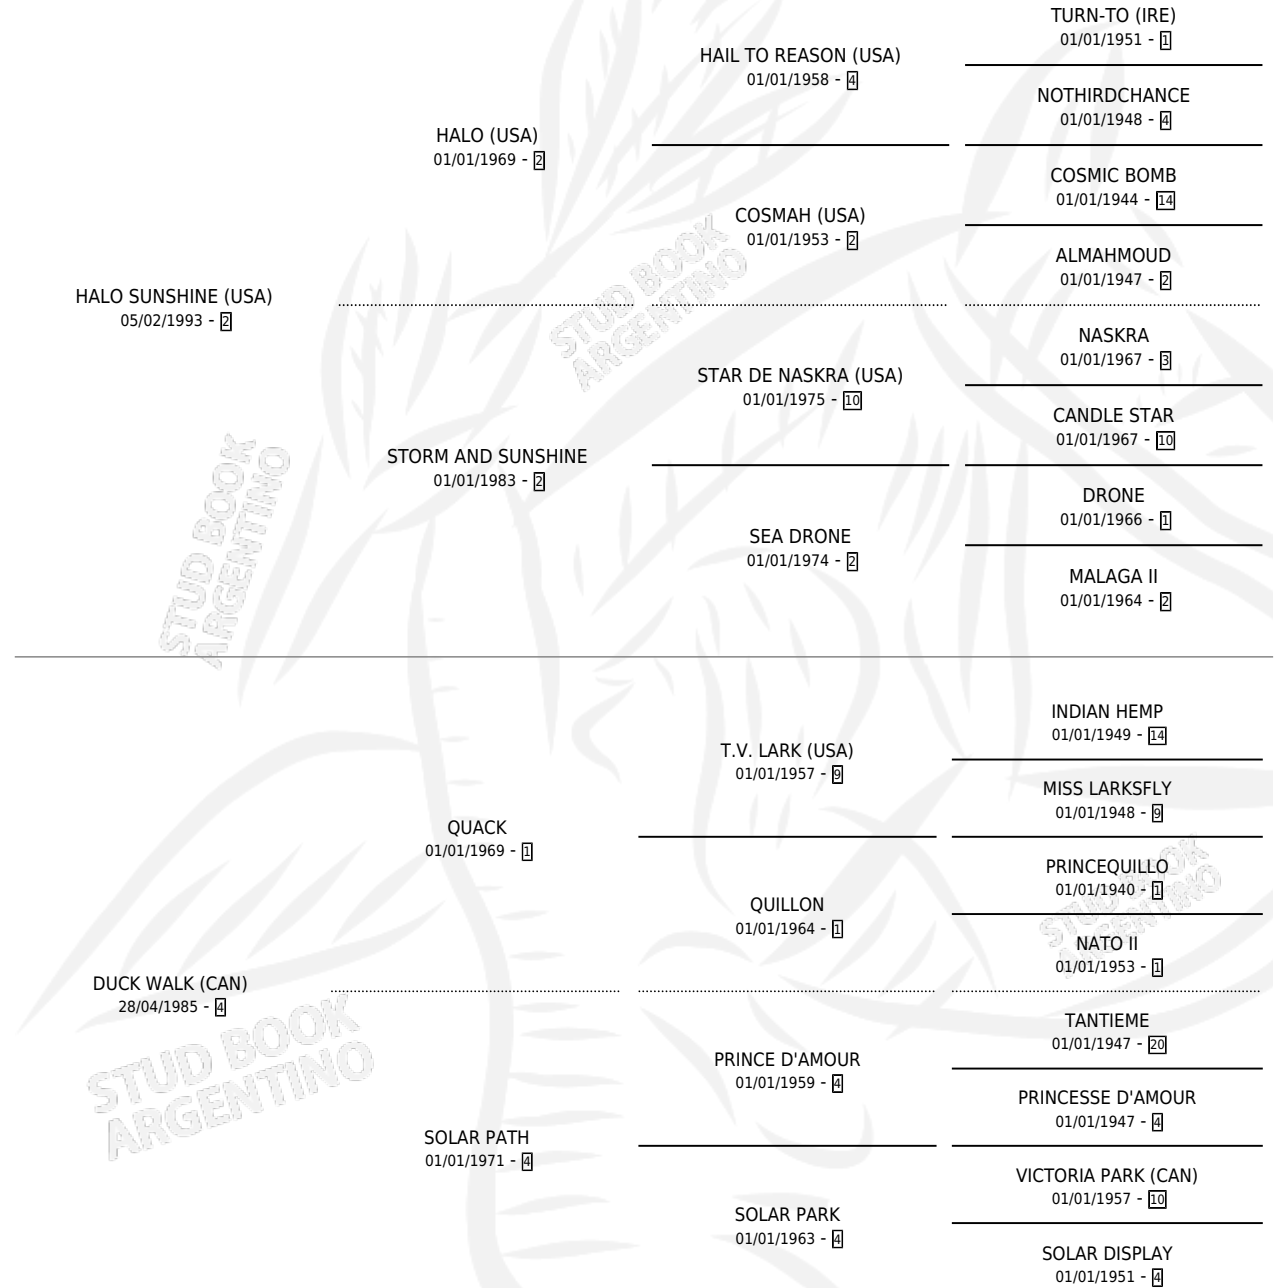 TURN-TO (IRE)
01/01/1951 - 1
HAIL TO REASON (USA)
01/01/1958 - 4
NOTHIRDCHANCE
01/01/1948 - 4
HALO (USA)
01/01/1969 - 2
COSMIC BOMB
01/01/1944 - 14
COSMAH (USA)
01/01/1953 - 2
ALMAHMOUD
01/01/1947 - 2
HALO SUNSHINE (USA)
05/02/1993 - 2
STUD BOOK
ARGENTINO
NASKRA
01/01/1967 - 3
STAR DE NASKRA (USA)
01/01/1975 - 10
CANDLE STAR
01/01/1967 - 10
STORM AND SUNSHINE
01/01/1983 - 2
DRONE
01/01/1966 - 1
SEA DRONE
01/01/1974 - 2
MALAGA II
01/01/1964 - 2
STUD BOOK
ARGENTINO
INDIAN HEMP
01/01/1949 - 14
T.V. LARK (USA)
01/01/1957 - 9
MISS LARKSFLY
01/01/1948 - 9
QUACK
01/01/1969 - 1
PRINCEQUILLO
01/01/1940 - 1
QUILLON
01/01/1964 - 1
NATO II
01/01/1953 - 1
STUD BOOK
ARGENTINO
DUCK WALK (CAN)
28/04/1985 - 4
TANTIEME
01/01/1947 - 20
PRINCE D'AMOUR
01/01/1959 - 4
PRINCESSE D'AMOUR
01/01/1947 - 4
STUD BOOK
ARGENTINO
SOLAR PATH
01/01/1971 - 4
VICTORIA PARK (CAN)
01/01/1957 - 10
SOLAR PARK
01/01/1963 - 4
SOLAR DISPLAY
01/01/1951 - 4